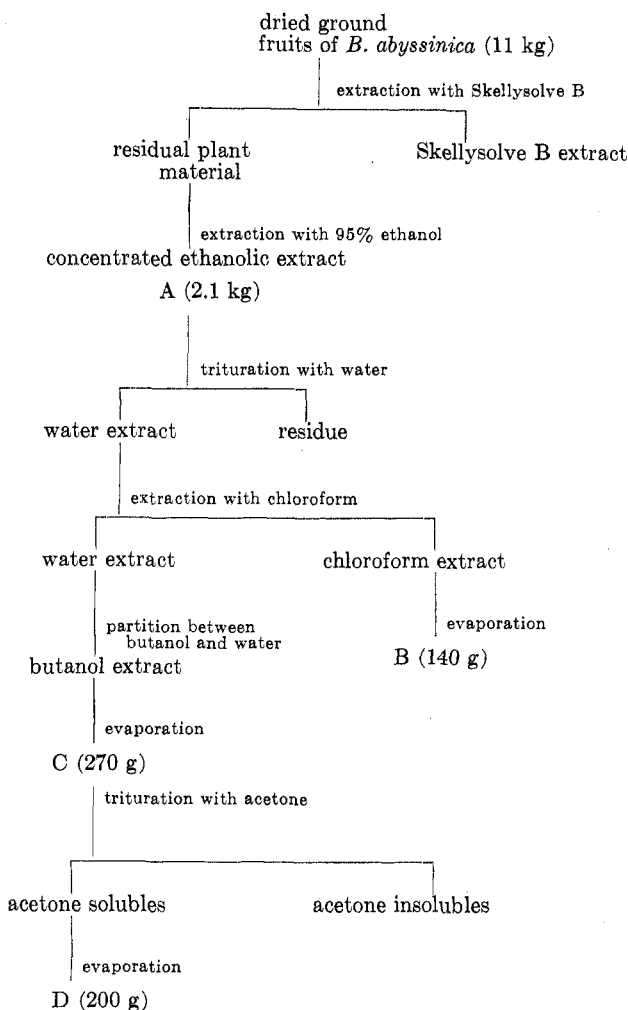 dried ground
fruits of B. abyssinica (11 kg)
extraction with Skellysolve B
residual plant
material
Skellysolve B extract
extraction with 95% ethanol
concentrated ethanolic extract
A (2.1 kg)
trituration with water
water extract
residue
extraction with chloroform
water extract
chloroform extract
partition between
butanol and water
evaporation
butanol extract
B (140 g)
evaporation
C (270 g)
trituration with acetone
acetone solubles
acetone insolubles
evaporation
D (200 g)